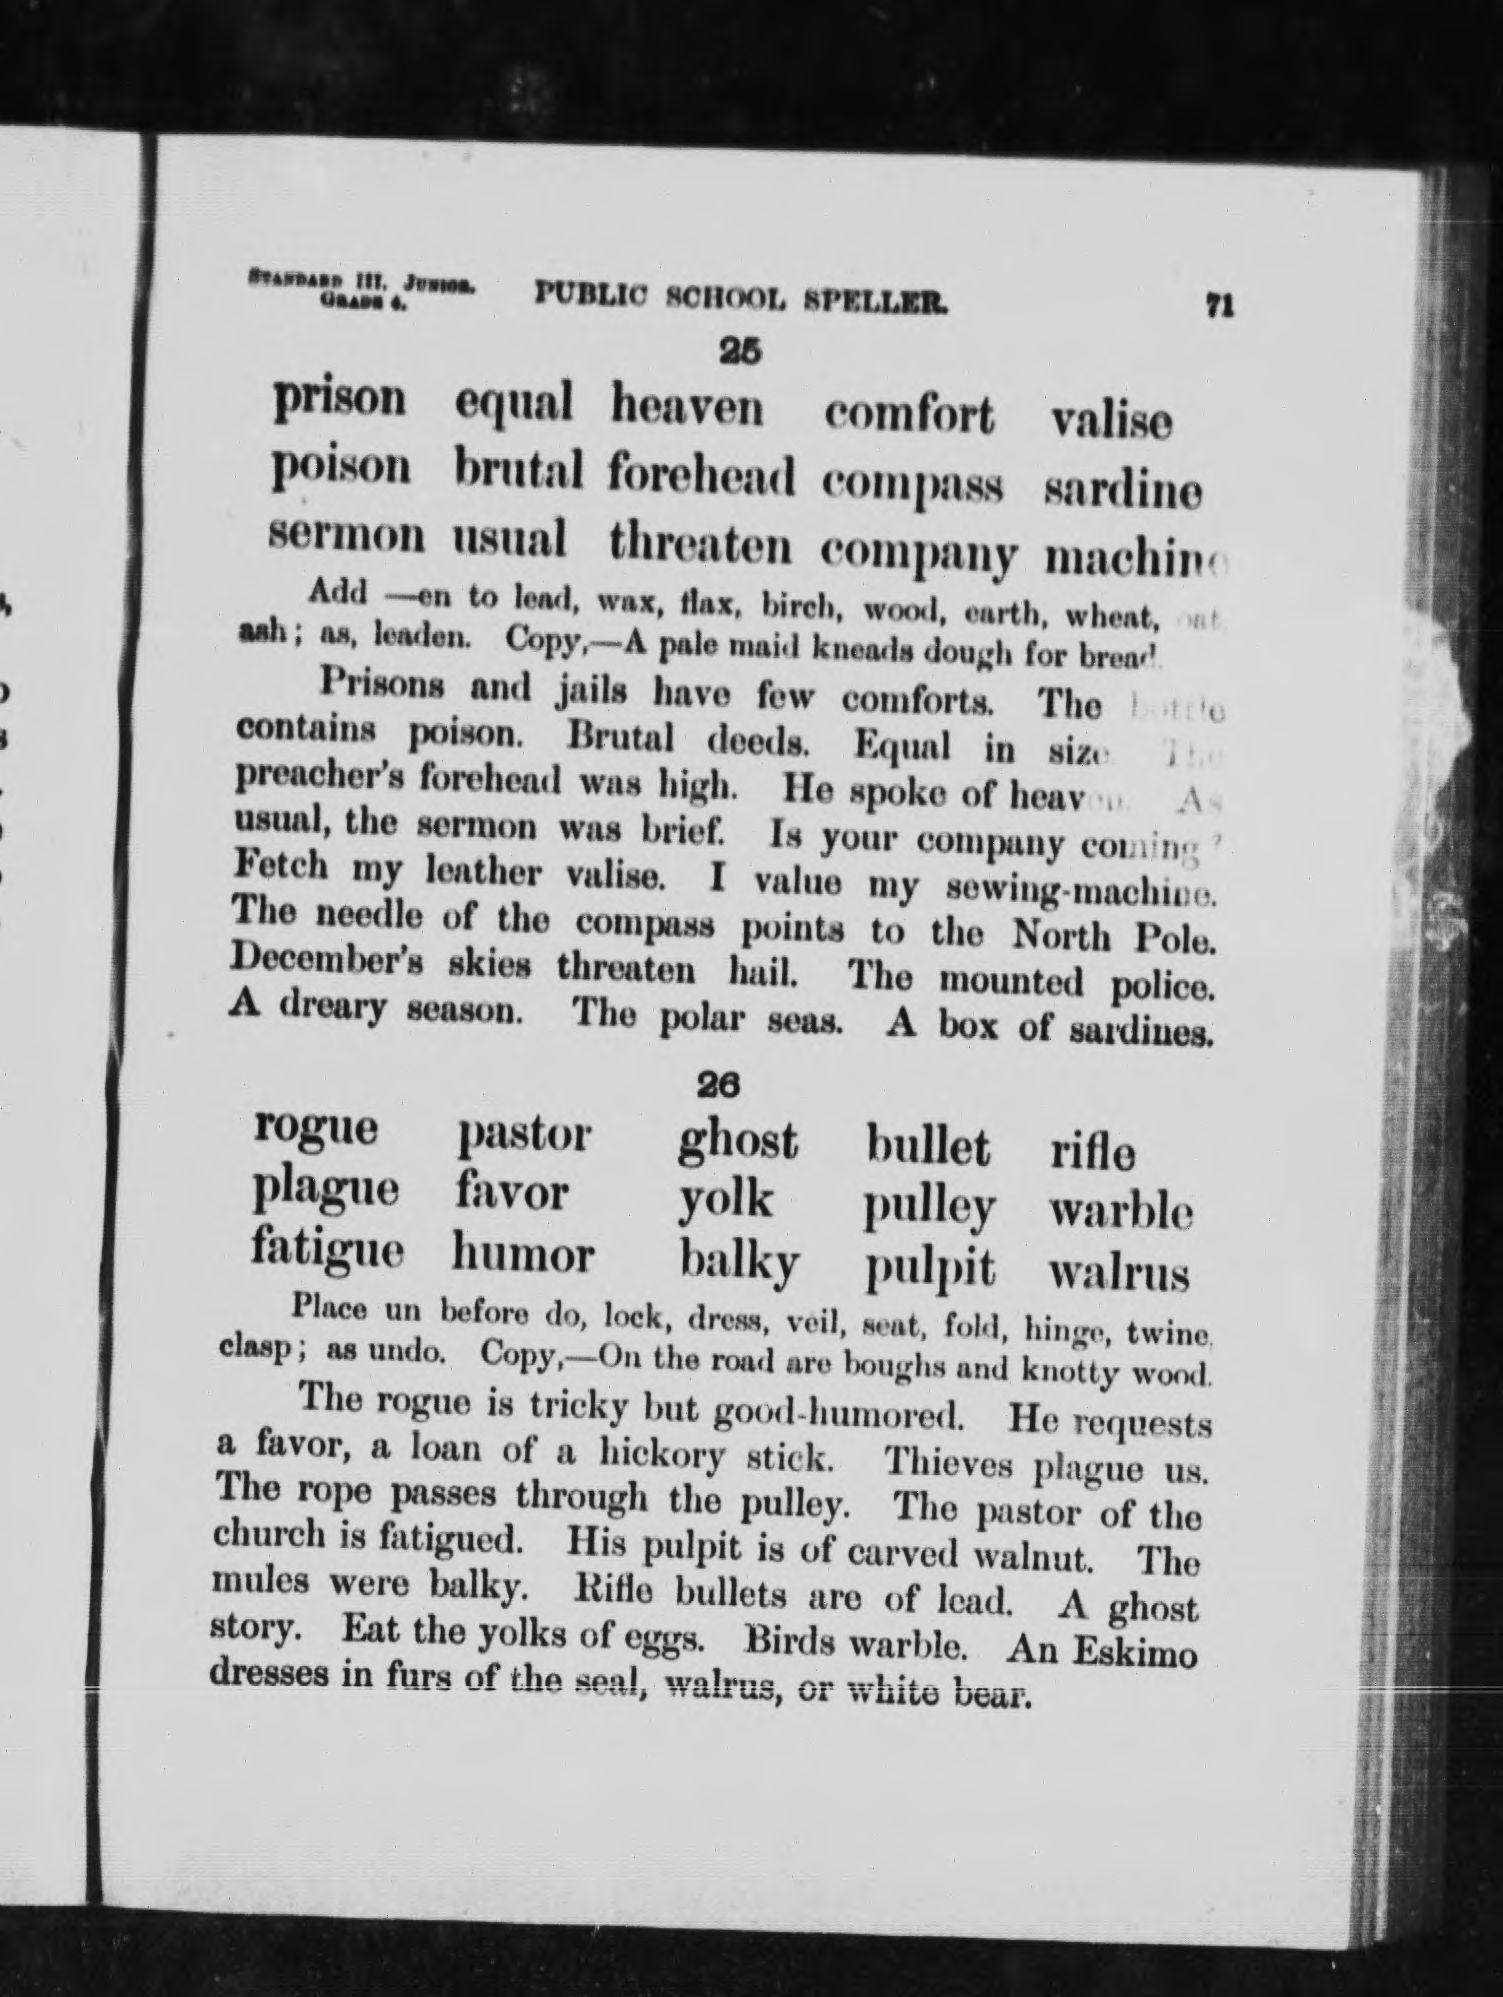 STANDARD III. JUNIOR. PUBLIC SCHOOL SPELLER. 71
GRADE 4.
25
prison equal heaven comfort valise
poison brutal forehead compass sardine
sermon usual threaten company machine
Add —en to lead, wax, flax, birch, wood, earth, wheat, oat,
ash; as, leaden. Copy,—A pale maid kneads dough for bread.
Prisons and jails have few comforts. The bottle
contains poison. Brutal deeds. Equal in size. The
preacher's forehead was high. He spoke of heaven. As
usual, the sermon was brief. Is your company coming?
Fetch my leather valise. I value my sewing-machine.
The needle of the compass points to the North Pole.
December's skies threaten hail. The mounted police.
A dreary season. The polar seas. A box of sardines.
26
rogue pastor ghost bullet rifle
plague favor yolk pulley warble
fatigue humor balky pulpit walrus
Place un before do, lock, dress, veil, seat, fold, hinge, twine,
clasp; as undo. Copy,—On the road are boughs and knotty wood.
The rogue is tricky but good-humored. He requests
a favor, a loan of a hickory stick. Thieves plague us.
The rope passes through the pulley. The pastor of the
church is fatigued. His pulpit is of carved walnut. The
mules were balky. Rifle bullets are of lead. A ghost
story. Eat the yolks of eggs. Birds warble. An Eskimo
dresses in furs of the seal, walrus, or white bear.